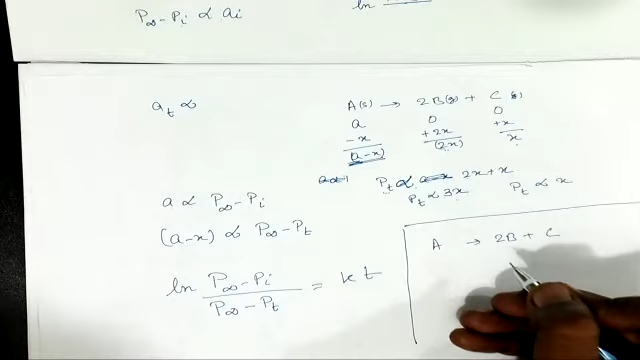 P∞ - Pi ∝ ai
ln
at ∝
A(s) → 2B(g) + C(g)
a 0 0
-x +2x +x
(a-x) (2x) x
Pt ∝ 2x + x
Pt ∝ 3x Pt ∝ x
a ∝ P∞ - Pi
(a-x) ∝ P∞ - Pt
ln P∞ - Pi / P∞ - Pt = kt
A → 2B + C